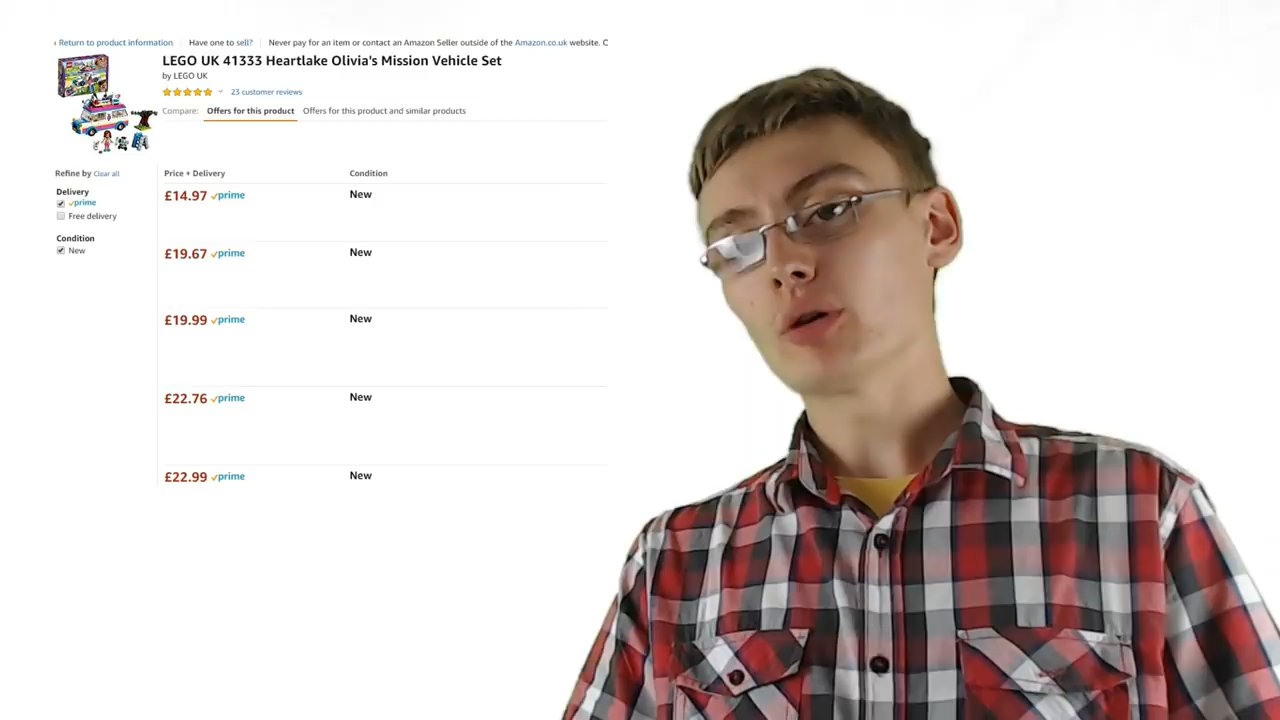 ‹ Return to product information Have one to sell? Never pay for an item or contact an Amazon Seller outside of the Amazon.co.uk website. C
LEGO UK 41333 Heartlake Olivia's Mission Vehicle Set
by LEGO UK
23 customer reviews
Compare: Offers for this product Offers for this product and similar products
Refine by Clear all
Price + Delivery Condition
Delivery
prime
Free delivery
Condition
New
£14.97 prime New
£19.67 prime New
£19.99 prime New
£22.76 prime New
£22.99 prime New